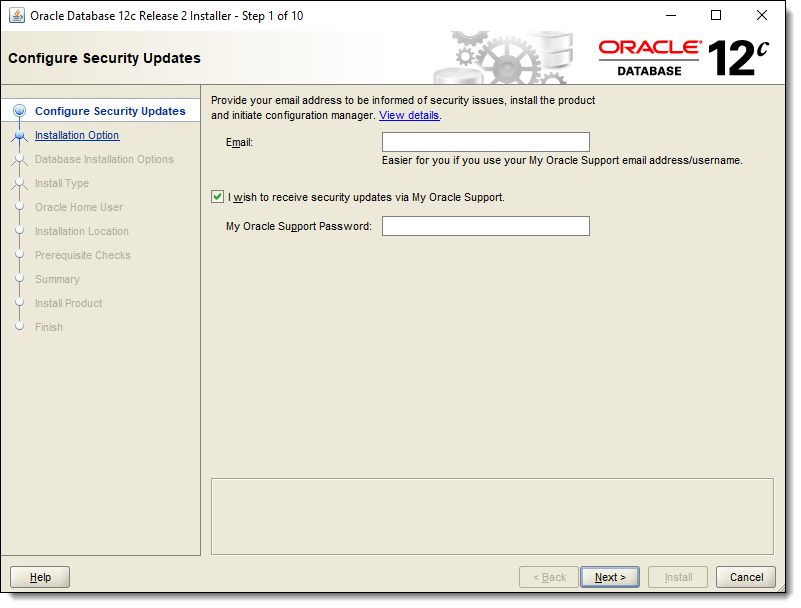 Oracle Database 12c Release 2 Installer - Step 1 of 10
Configure Security Updates
ORACLE®
DATABASE
12c
Configure Security Updates
Installation Option
Database Installation Options
Install Type
Oracle Home User
Installation Location
Prerequisite Checks
Summary
Install Product
Finish
Provide your email address to be informed of security issues, install the product
and initiate configuration manager. View details.
Email:
Easier for you if you use your My Oracle Support email address/username.
I wish to receive security updates via My Oracle Support.
My Oracle Support Password:
Help
< Back
Next >
Install
Cancel